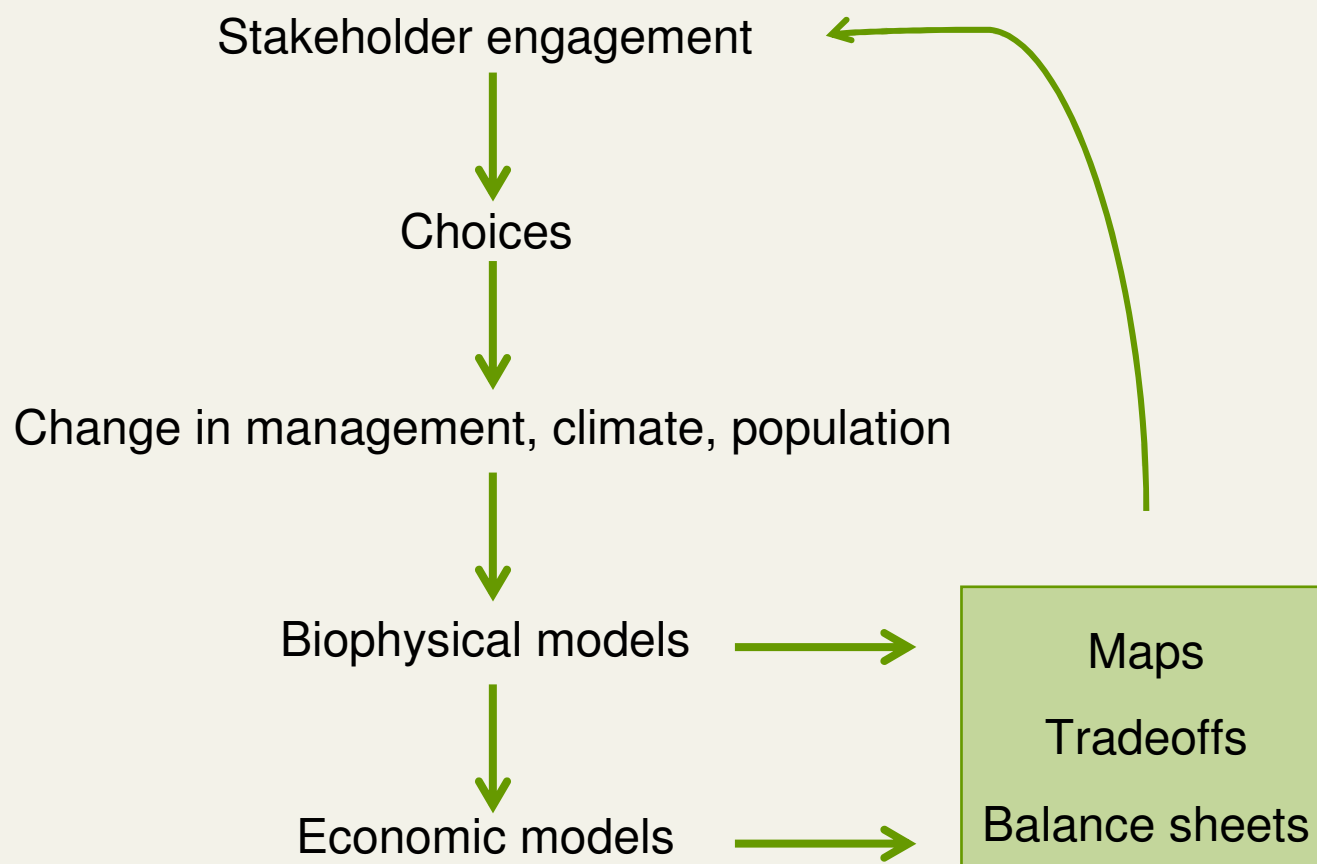 Stakeholder engagement
Choices
Change in management, climate, population
Biophysical models
Economic models
Maps
Tradeoffs
Balance sheets